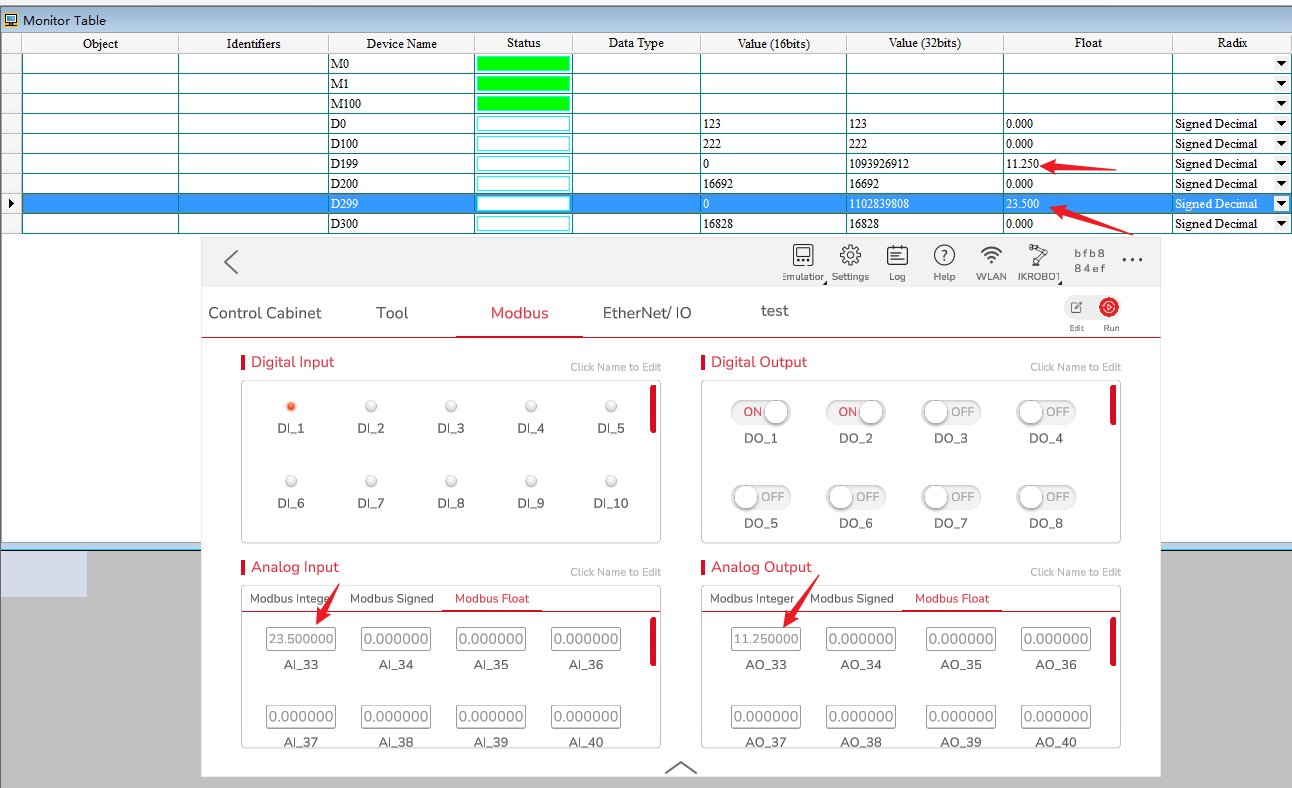 Monitor Table
Object Identifiers Device Name Status Data Type Value (16bits) Value (32bits) Float Radix
M0
M1
M100
D0 123 123 0.000 Signed Decimal
D100 222 222 0.000 Signed Decimal
D199 0 1093926912 11.250 Signed Decimal
D200 16692 16692 0.000 Signed Decimal
D299 0 1102839808 23.500 Signed Decimal
D300 16828 16828 0.000 Signed Decimal
Emulation Settings Log Help WLAN JKROBOT bfb8
84ef
Control Cabinet Tool Modbus EtherNet/ IO test
Edit Run
Digital Input Click Name to Edit
DI_1 DI_2 DI_3 DI_4 DI_5
DI_6 DI_7 DI_8 DI_9 DI_10
Digital Output Click Name to Edit
ON ON OFF OFF
DO_1 DO_2 DO_3 DO_4
OFF OFF OFF OFF
DO_5 DO_6 DO_7 DO_8
Analog Input Click Name to Edit
Modbus Integer Modbus Signed Modbus Float
23.500000 0.000000 0.000000 0.000000
AI_33 AI_34 AI_35 AI_36
0.000000 0.000000 0.000000 0.000000
AI_37 AI_38 AI_39 AI_40
Analog Output Click Name to Edit
Modbus Integer Modbus Signed Modbus Float
11.250000 0.000000 0.000000 0.000000
AO_33 AO_34 AO_35 AO_36
0.000000 0.000000 0.000000 0.000000
AO_37 AO_38 AO_39 AO_40